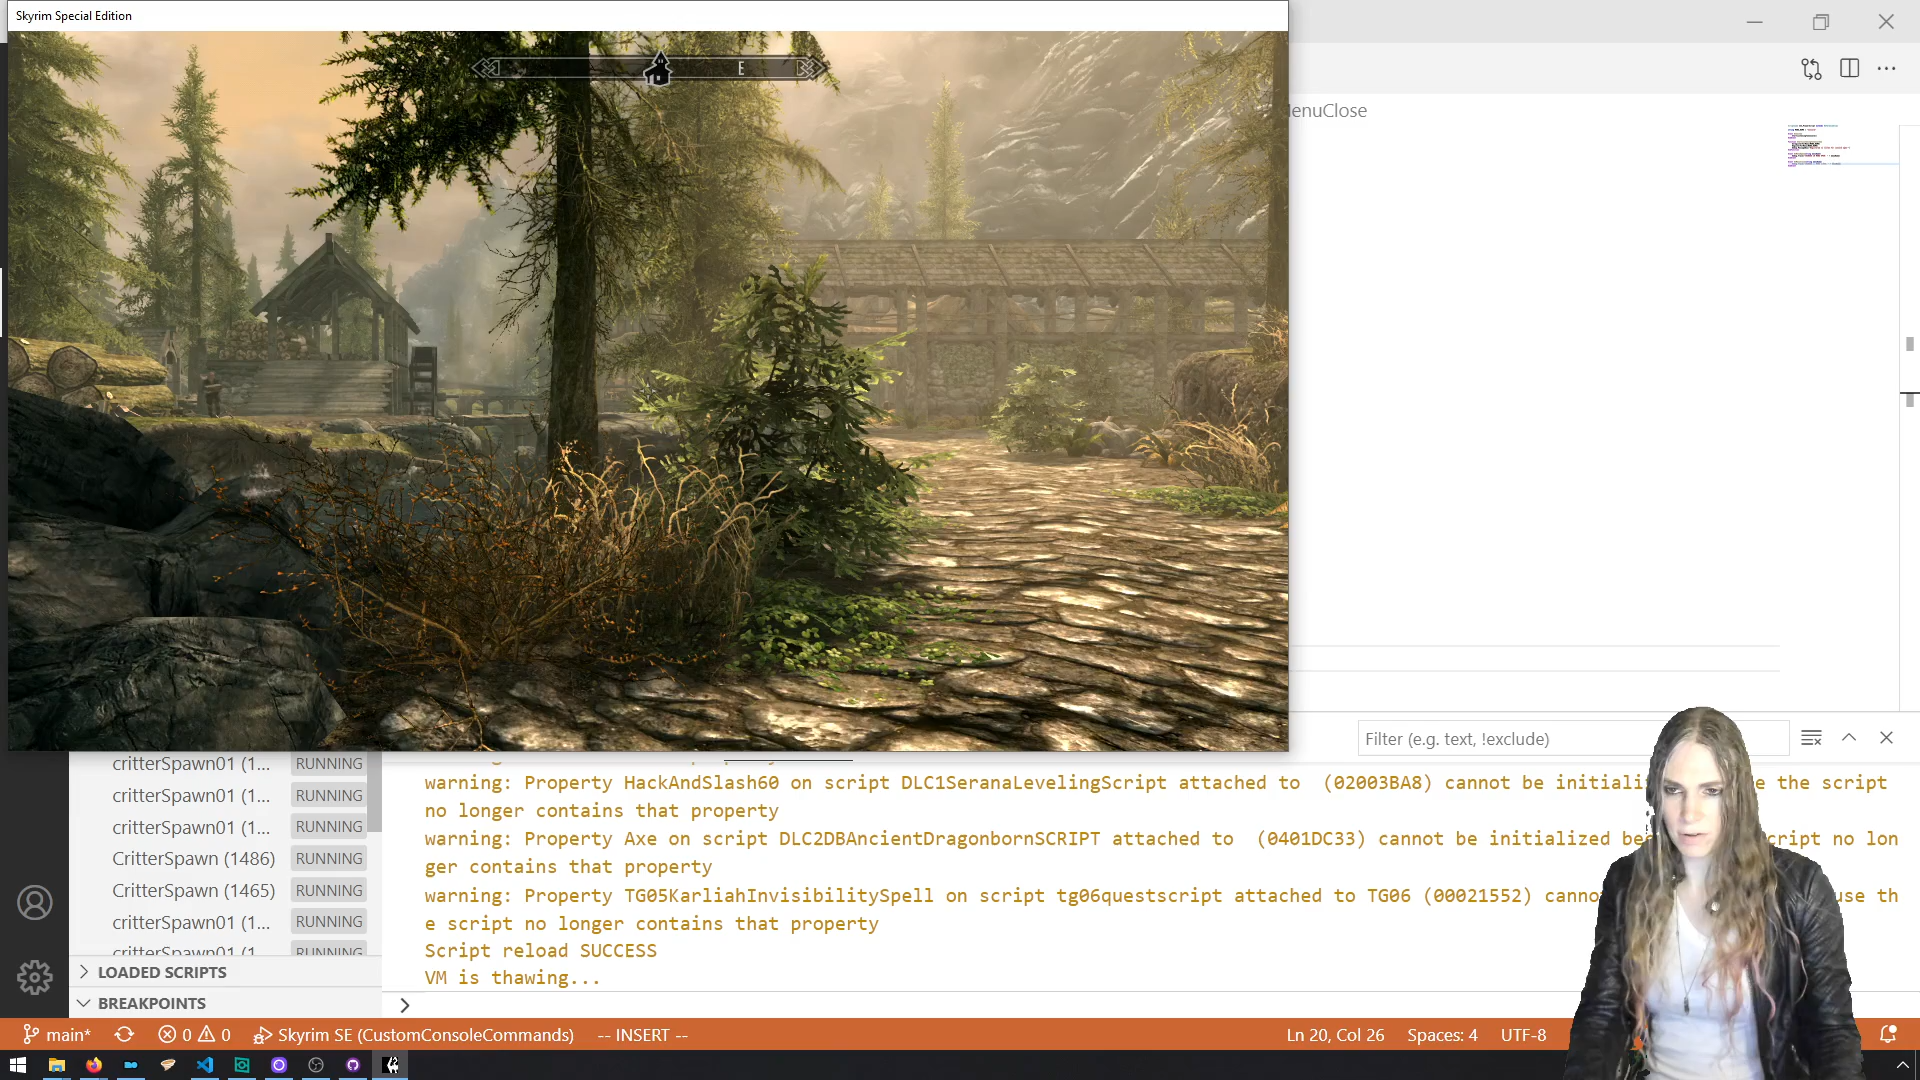 Skyrim Special Edition
E
MenuClose
Filter (e.g. text, !exclude)
critterSpawn01 (1... RUNNING
critterSpawn01 (1... RUNNING
critterSpawn01 (1... RUNNING
CritterSpawn (1486) RUNNING
CritterSpawn (1465) RUNNING
critterSpawn01 (1... RUNNING
critterSpawn01 (1... RUNNING
LOADED SCRIPTS
BREAKPOINTS
warning: Property HackAndSlash60 on script DLC1SeranaLevelingScript attached to  (02003BA8) cannot be initiali e the script
no longer contains that property
warning: Property Axe on script DLC2DBAncientDragonbornSCRIPT attached to  (0401DC33) cannot be initialized be cript no lon
ger contains that property
warning: Property TG05KarliahInvisibilitySpell on script tg06questscript attached to TG06 (00021552) canno use th
e script no longer contains that property
Script reload SUCCESS
VM is thawing...
main* 0 0 Skyrim SE (CustomConsoleCommands) -- INSERT -- Ln 20, Col 26 Spaces: 4 UTF-8